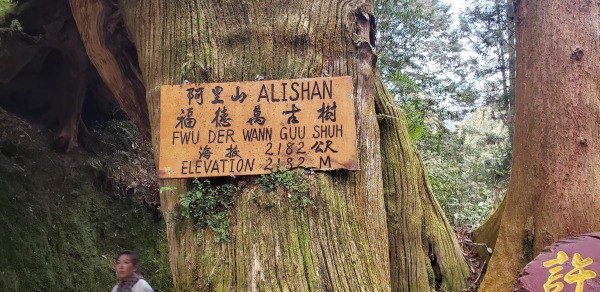 阿里山 ALISHAN
福德萬古樹
FWU DER WANN GUU SHUH
海拔 2182公尺
ELEVATION 2182 M
許